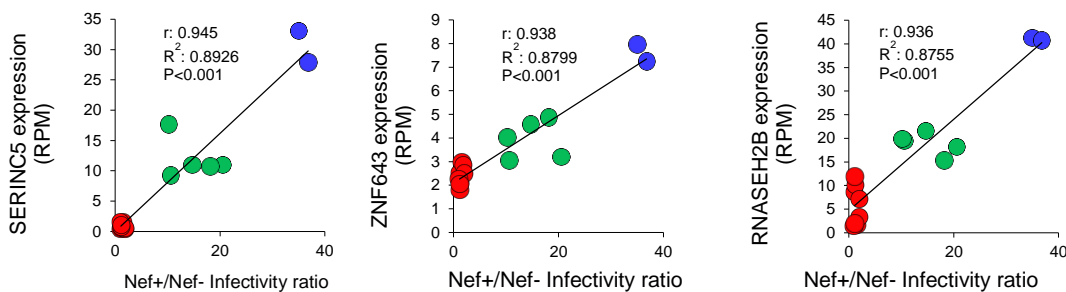 SERINC5 expression
(RPM)
35
30
25
20
15
10
5
0
r: 0.945
R2: 0.8926
P<0.001
0 20 40
Nef+/Nef- Infectivity ratio
ZNF643 expression
(RPM)
9
8
7
6
5
4
3
2
1
0
r: 0.938
R2: 0.8799
P<0.001
0 20 40
Nef+/Nef- Infectivity ratio
RNASEH2B expression
(RPM)
45
40
35
30
25
20
15
10
5
0
r: 0.936
R2: 0.8755
P<0.001
0 20 40
Nef+/Nef- Infectivity ratio